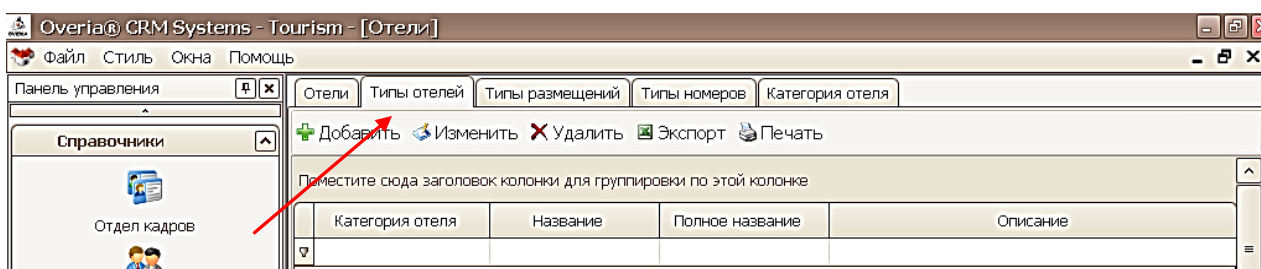 Overia® CRM Systems - Tourism - [Отели]
Файл Стиль Окна Помощь
Панель управления
Отели Типы отелей Типы размещений Типы номеров Категория отеля
Справочники
Добавить Изменить Удалить Экспорт Печать
Поместите сюда заголовок колонки для группировки по этой колонке
Отдел кадров
Категория отеля Название Полное название Описание